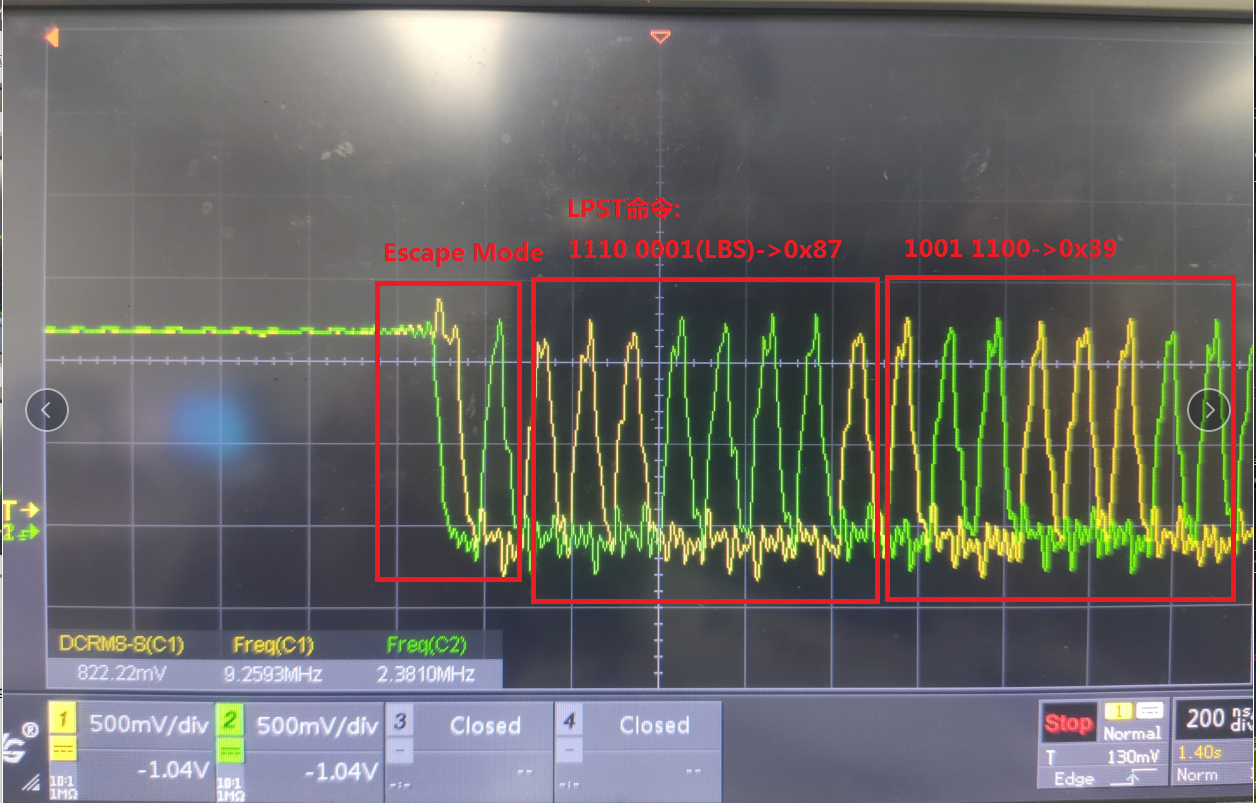 LPST命令:
Escape Mode 1110 0001(LBS)->0x87 1001 1100->0x39
T
2
DCRMS-S(C1) Freq(C1) Freq(C2)
822.22mV 9.2593MHz 2.3810MHz
1 500mV/div 2 500mV/div 3 Closed 4 Closed
-1.04V -1.04V -- --
10:1 10:1
1MΩ 1MΩ
Stop 1 200 ns/div
Normal
T 130mV 1.40s
Edge Norm